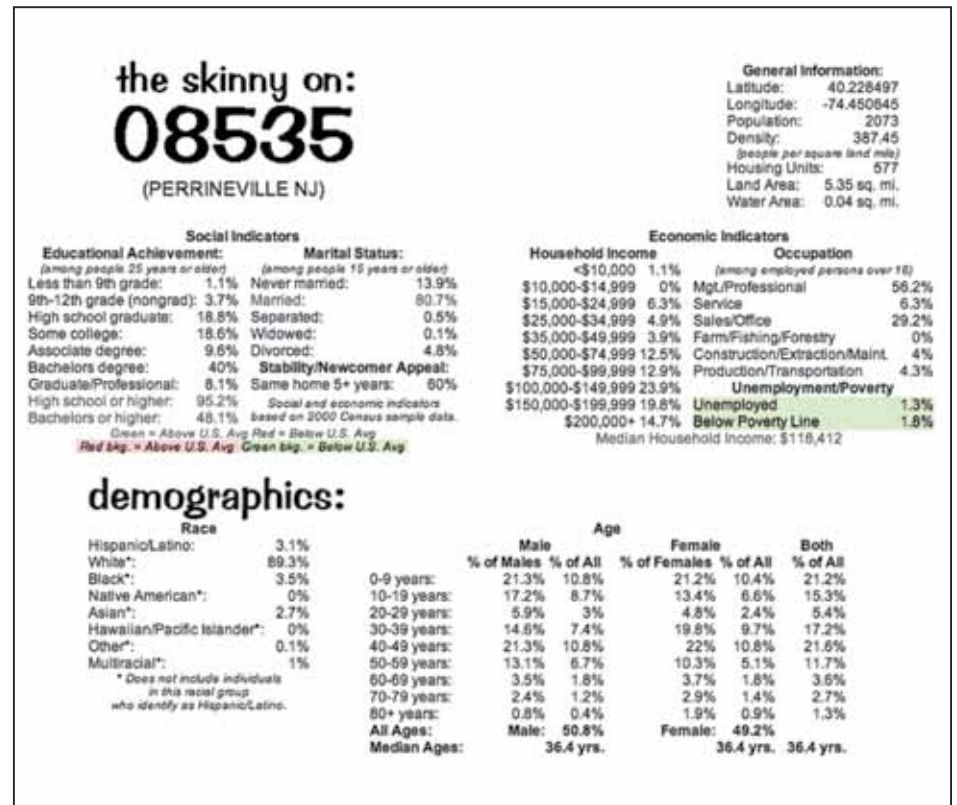 the skinny on:
08535
(PERRINEVILLE NJ)
General Information:
Latitude: 40.228497
Longitude: -74.450645
Population: 2073
Density: 387.45
(people per square land mile)
Housing Units: 577
Land Area: 5.35 sq. mi.
Water Area: 0.04 sq. mi.
Social Indicators
Educational Achievement:
(among people 25 years or older)
Less than 9th grade: 1.1%
9th-12th grade (nongrad): 3.7%
High school graduate: 18.8%
Some college: 18.6%
Associate degree: 9.6%
Bachelors degree: 40%
Graduate/Professional: 8.1%
High school or higher: 95.2%
Bachelors or higher: 48.1%
Marital Status:
(among people 15 years or older)
Never married: 13.9%
Married: 80.7%
Separated: 0.5%
Widowed: 0.1%
Divorced: 4.8%
Stability/Newcomer Appeal:
Same home 5+ years: 60%
Social and economic indicators
based on 2000 Census sample data.
Green = Above U.S. Avg Red = Below U.S. Avg
Red bkg. = Above U.S. Avg Green bkg. = Below U.S. Avg
Economic Indicators
Household Income
<$10,000 1.1%
$10,000-$14,999 0%
$15,000-$24,999 6.3%
$25,000-$34,999 4.9%
$35,000-$49,999 3.9%
$50,000-$74,999 12.5%
$75,000-$99,999 12.9%
$100,000-$149,999 23.9%
$150,000-$199,999 19.8%
$200,000+ 14.7%
Occupation
(among employed persons over 16)
Mgt./Professional 56.2%
Service 6.3%
Sales/Office 29.2%
Farm/Fishing/Forestry 0%
Construction/Extraction/Maint. 4%
Production/Transportation 4.3%
Unemployment/Poverty
Unemployed 1.3%
Below Poverty Line 1.8%
Median Household Income: $118,412
demographics:
Race
Hispanic/Latino: 3.1%
White*: 89.3%
Black*: 3.5%
Native American*: 0%
Asian*: 2.7%
Hawaiian/Pacific Islander*: 0%
Other*: 0.1%
Multiracial*: 1%
* Does not include individuals
in this racial group
who identify as Hispanic/Latino.
Age
Male Female Both
% of Males % of All % of Females % of All % of All
0-9 years: 21.3% 10.8% 21.2% 10.4% 21.2%
10-19 years: 17.2% 8.7% 13.4% 6.6% 15.3%
20-29 years: 5.9% 3% 4.8% 2.4% 5.4%
30-39 years: 14.6% 7.4% 19.8% 9.7% 17.2%
40-49 years: 21.3% 10.8% 22% 10.8% 21.6%
50-59 years: 13.1% 6.7% 10.3% 5.1% 11.7%
60-69 years: 3.5% 1.8% 3.7% 1.8% 3.6%
70-79 years: 2.4% 1.2% 2.9% 1.4% 2.7%
80+ years: 0.8% 0.4% 1.9% 0.9% 1.3%
All Ages: Male: 50.8% Female: 49.2%
Median Ages: 36.4 yrs. 36.4 yrs. 36.4 yrs.